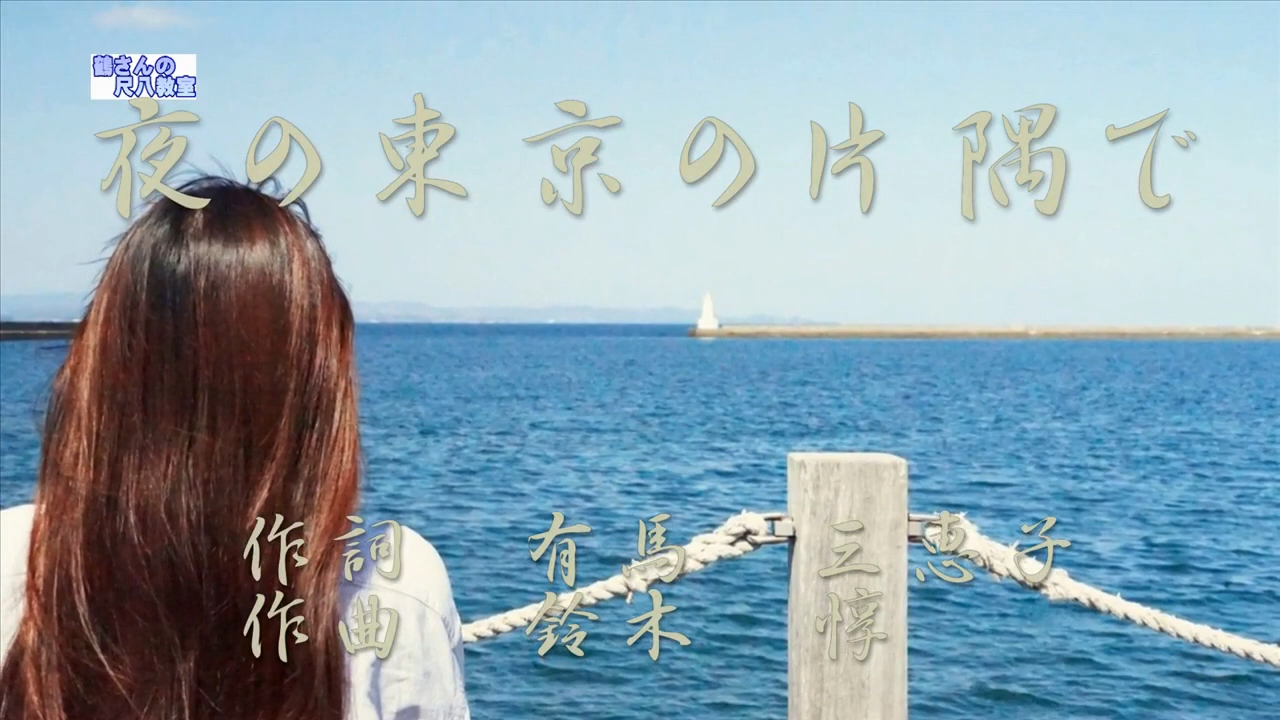 鶴さんの
尺八教室
夜の東京の片隅で
作詞 有馬 三恵子
作曲 鈴木 惇